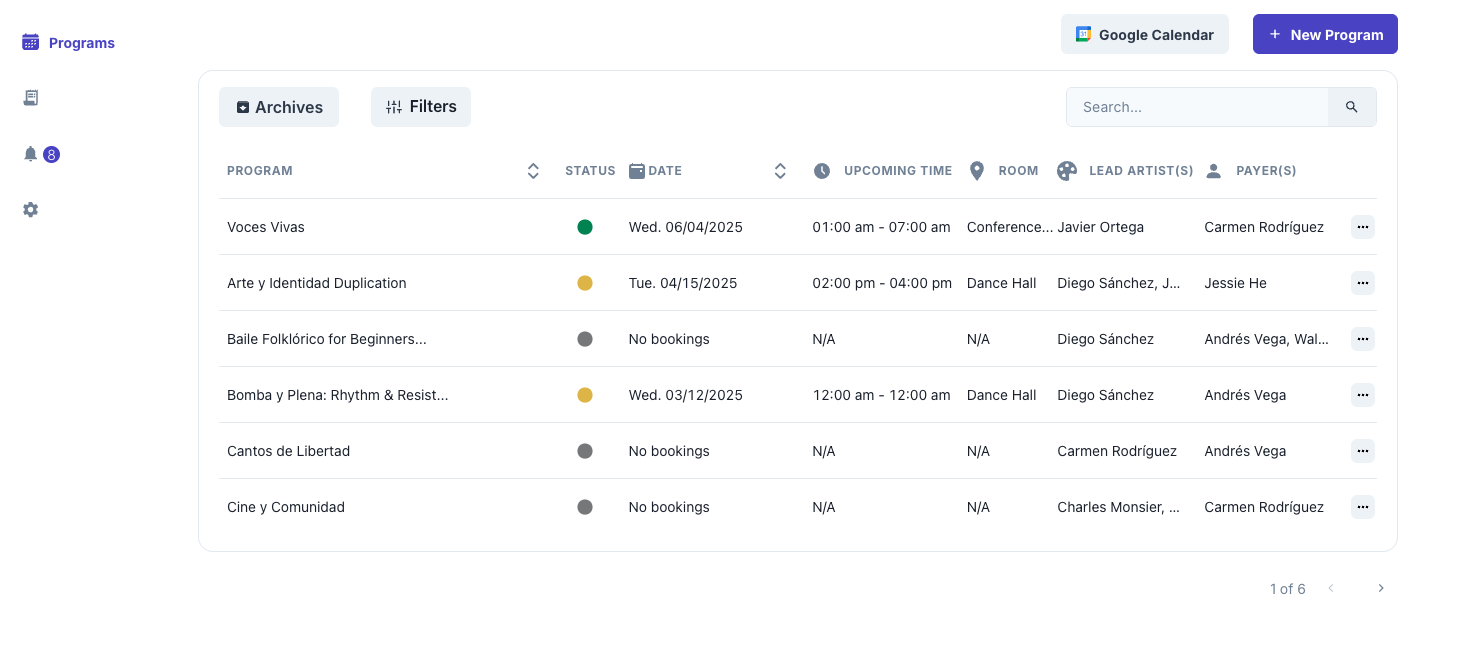 Programs
Google Calendar
+ New Program
Archives
Filters
Search...
PROGRAM STATUS DATE UPCOMING TIME ROOM LEAD ARTIST(S) PAYER(S)
8
Voces Vivas Wed. 06/04/2025 01:00 am - 07:00 am Conference... Javier Ortega Carmen Rodríguez
Arte y Identidad Duplication Tue. 04/15/2025 02:00 pm - 04:00 pm Dance Hall Diego Sánchez, J... Jessie He
Baile Folklórico for Beginners... No bookings N/A N/A Diego Sánchez Andrés Vega, Wal...
Bomba y Plena: Rhythm & Resist... Wed. 03/12/2025 12:00 am - 12:00 am Dance Hall Diego Sánchez Andrés Vega
Cantos de Libertad No bookings N/A N/A Carmen Rodríguez Andrés Vega
Cine y Comunidad No bookings N/A N/A Charles Monsier, ... Carmen Rodríguez
1 of 6